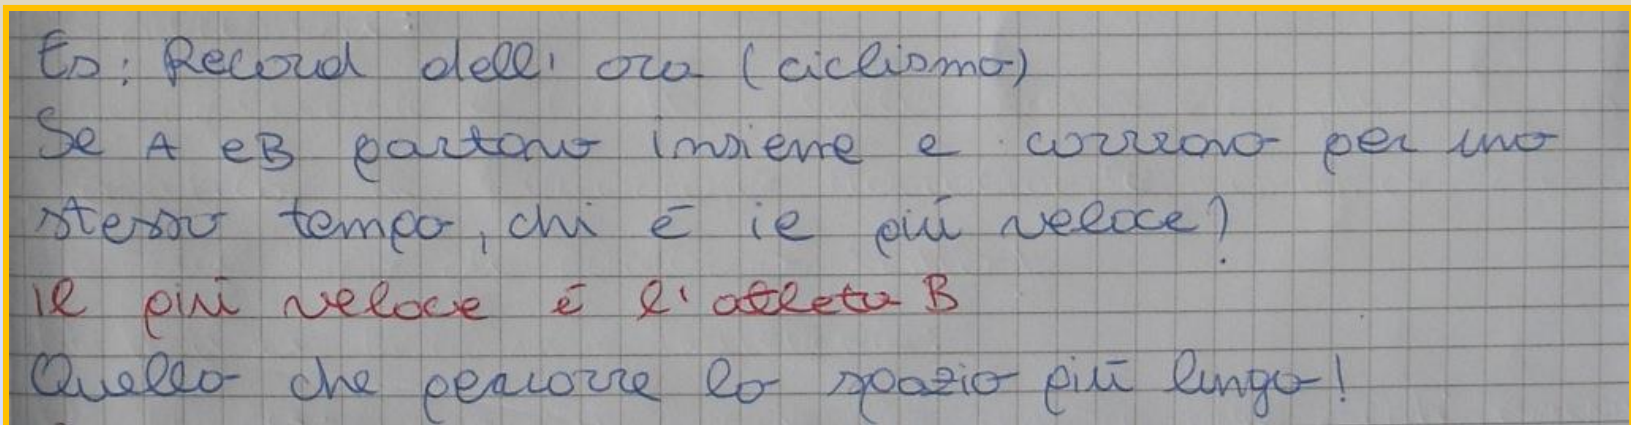 Es: Record dell' ora (ciclismo)
Se A e B partono insieme e corrono per uno
stesso tempo, chi è il più veloce?
il più veloce è l'atleta B
Quello che percorre lo spazio più lungo!